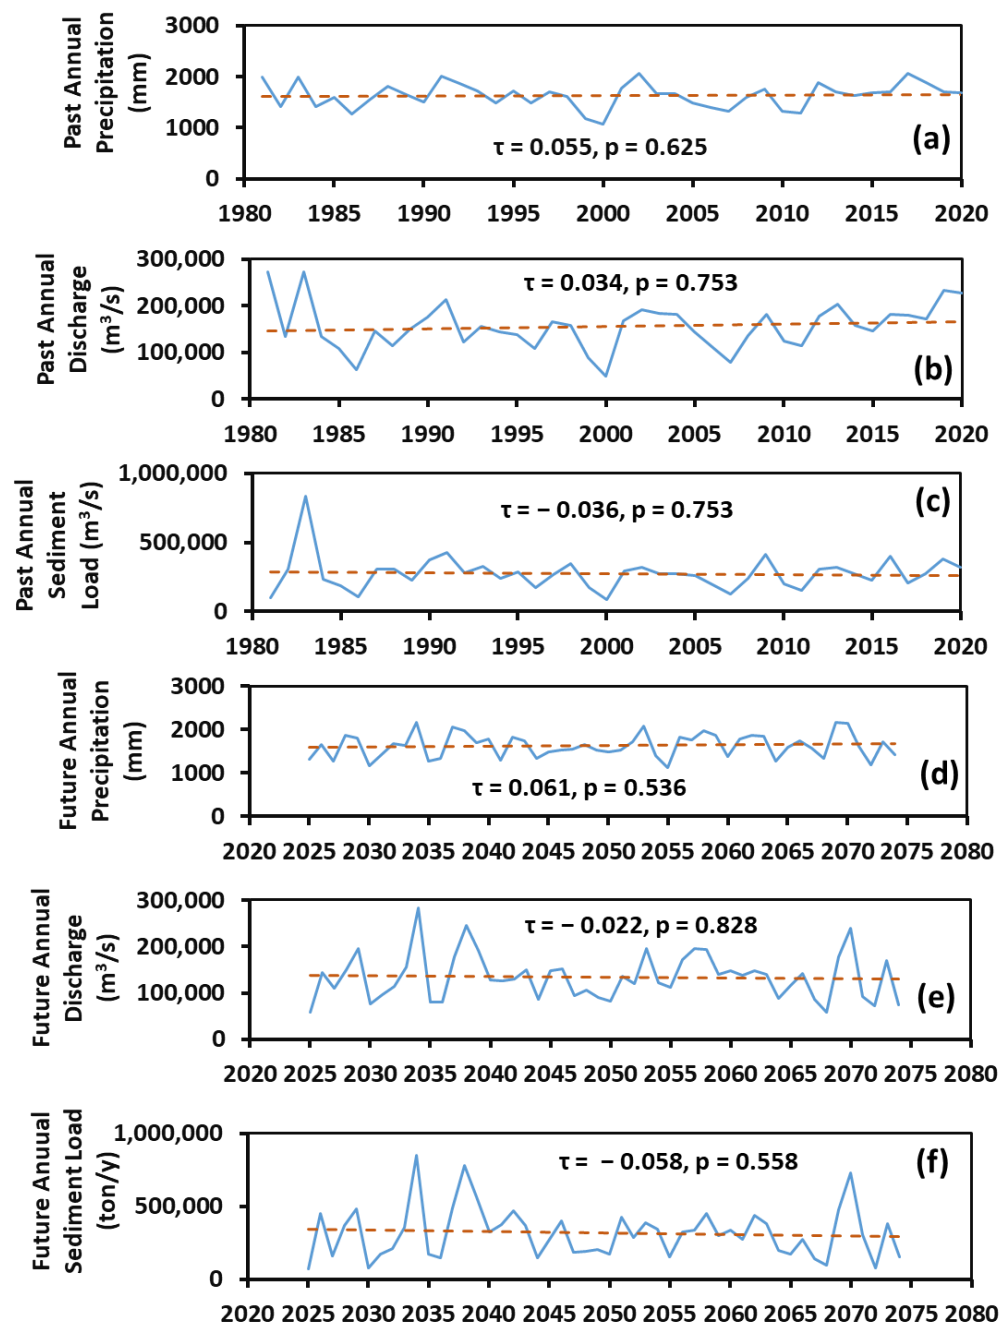 Past Annual
Precipitation
(mm)
3000
2000
1000
0
τ = 0.055, p = 0.625
(a)
1980 1985 1990 1995 2000 2005 2010 2015 2020
Past Annual
Discharge
(m³/s)
300,000
200,000
100,000
0
τ = 0.034, p = 0.753
(b)
1980 1985 1990 1995 2000 2005 2010 2015 2020
Past Annual
Sediment
Load (m³/s)
1,000,000
500,000
0
τ = − 0.036, p = 0.753
(c)
1980 1985 1990 1995 2000 2005 2010 2015 2020
Future Annual
Precipitation
(mm)
3000
2000
1000
0
τ = 0.061, p = 0.536
(d)
2020 2025 2030 2035 2040 2045 2050 2055 2060 2065 2070 2075 2080
Future Annual
Discharge
(m³/s)
300,000
200,000
100,000
0
τ = − 0.022, p = 0.828
(e)
2020 2025 2030 2035 2040 2045 2050 2055 2060 2065 2070 2075 2080
Future Anuual
Sediment Load
(ton/y)
1,000,000
500,000
0
τ = − 0.058, p = 0.558
(f)
2020 2025 2030 2035 2040 2045 2050 2055 2060 2065 2070 2075 2080